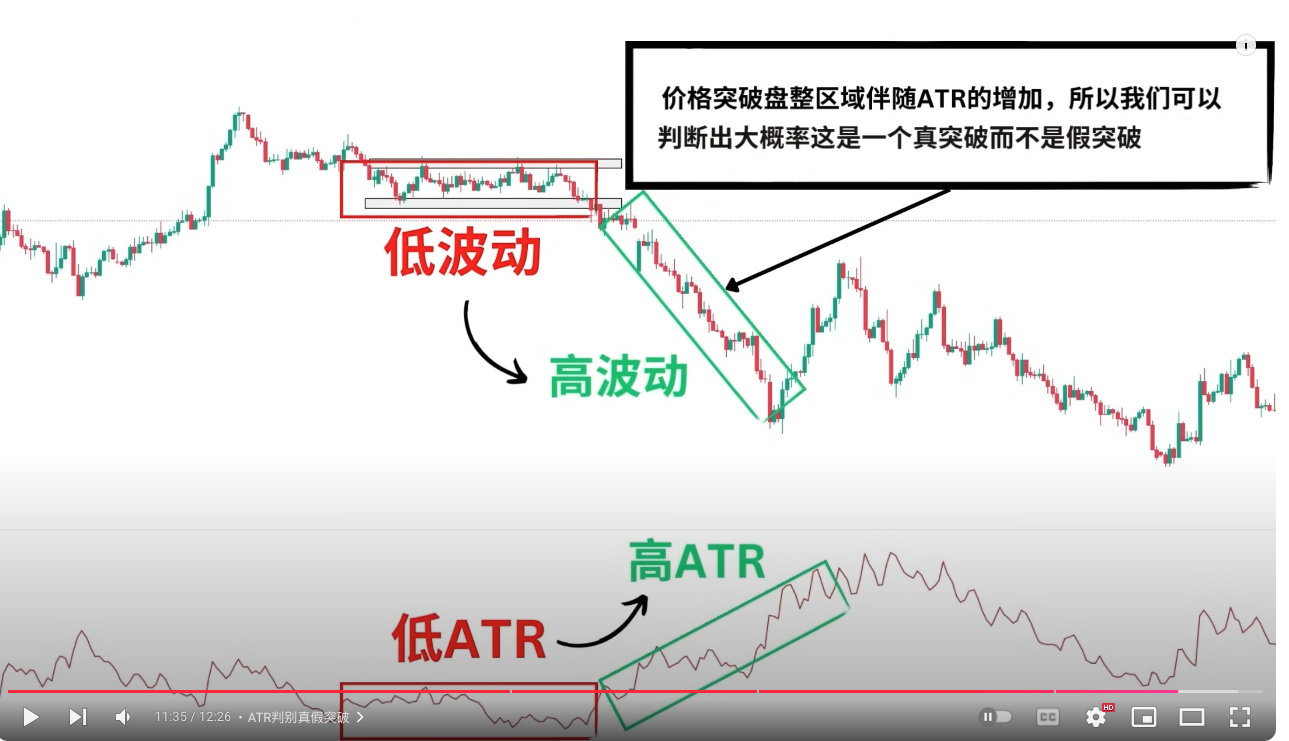 价格突破盘整区域伴随ATR的增加，所以我们可以
判断出大概率这是一个真突破而不是假突破
低波动
高波动
高ATR
低ATR
11:35 / 12:26 • ATR判别真假突破
CC
HD